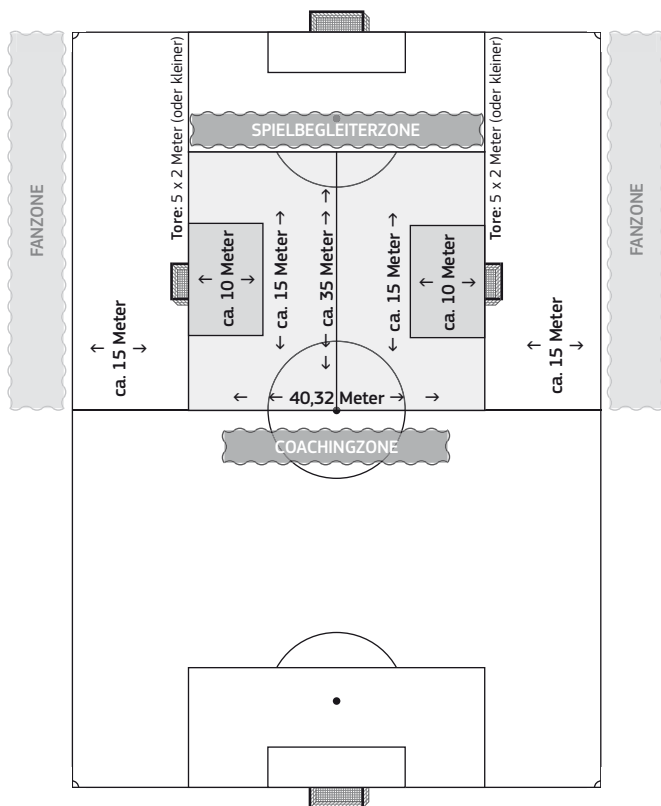 Tore: 5 x 2 Meter (oder kleiner)
Tore: 5 x 2 Meter (oder kleiner)
SPIELBEGLEITERZONE
FANZONE
FANZONE
ca. 10 Meter
ca. 15 Meter
ca. 35 Meter
ca. 15 Meter
ca. 10 Meter
ca. 15 Meter
ca. 15 Meter
40,32 Meter
COACHINGZONE